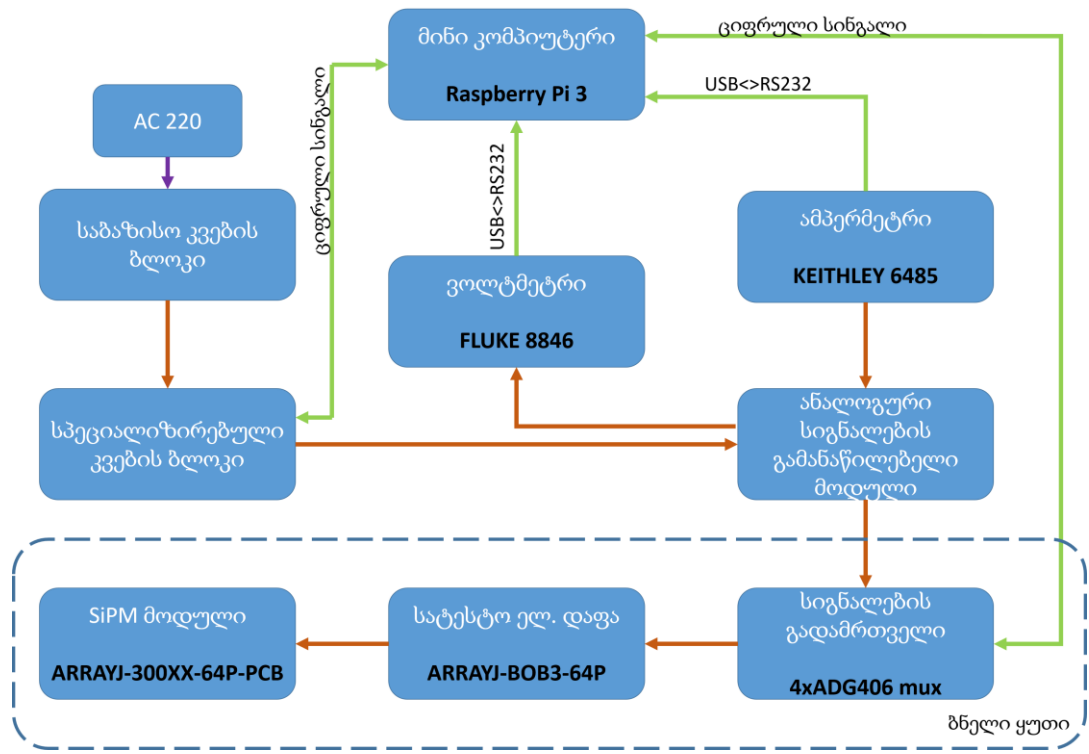 მინი კომპიუტერი
Raspberry Pi 3
ციფრული სინგალი
USB<>RS232
ციფრული სინგალი
AC 220
USB<>RS232
საბაზისო კვების
ბლოკი
ვოლტმეტრი
FLUKE 8846
ამპერმეტრი
KEITHLEY 6485
სპეციალიზირებული
კვების ბლოკი
ანალოგური
სიგნალების
გამანაწილებელი
მოდული
SiPM მოდული
ARRAYJ-300XX-64P-PCB
სატესტო ელ. დაფა
ARRAYJ-BOB3-64P
სიგნალების
გადამრთველი
4xADG406 mux
ბნელი ყუთი